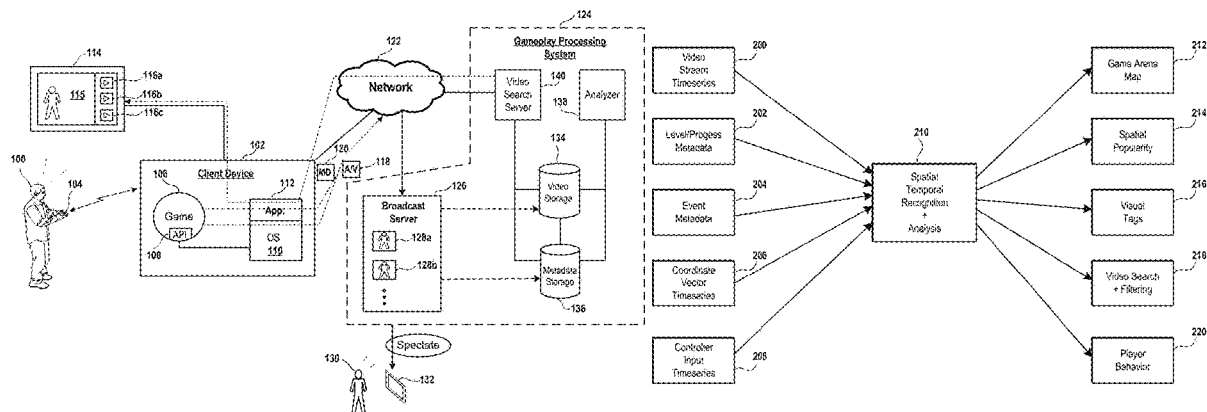 114
116a
116b
116c
116
100
104
102
Client Device
106
Game
API
108
112
App.
OS
110
122
Network
120
M/D
118
A/V
124
Gameplay Processing
System
Video
Search
Server
140
Analyzer
138
134
Video
Storage
Metadata
Storage
136
126
Broadcast
Server
128a
128b
Spectate
130
132
200
Video
Stream
Timeseries
202
Level/Progess
Metadata
204
Event
Metadata
206
Coordinate
Vector
Timeseries
Controller
Input
Timeseries
208
210
Spatial
Temporal
Recognition
+
Analysis
212
Game Arena
Map
214
Spatial
Popularity
216
Visual
Tags
218
Video Search
+ Filtering
220
Player
Behavior